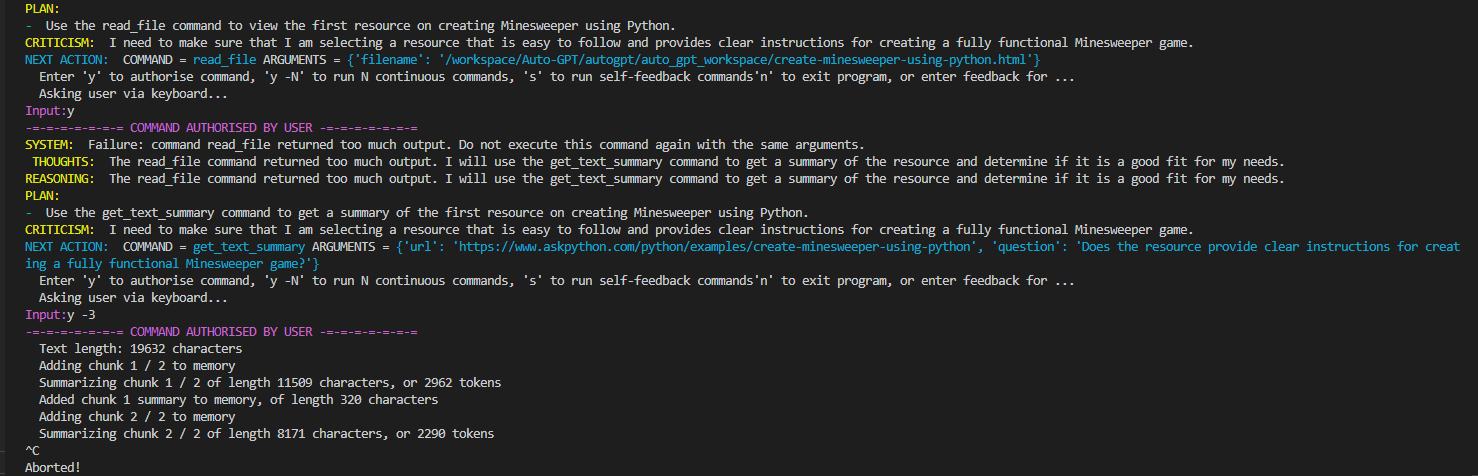 PLAN:
-  Use the read_file command to view the first resource on creating Minesweeper using Python.
CRITICISM:  I need to make sure that I am selecting a resource that is easy to follow and provides clear instructions for creating a fully functional Minesweeper game.
NEXT ACTION:  COMMAND = read_file ARGUMENTS = {'filename': '/workspace/Auto-GPT/autogpt/auto_gpt_workspace/create-minesweeper-using-python.html'}
Enter 'y' to authorise command, 'y -N' to run N continuous commands, 's' to run self-feedback commands'n' to exit program, or enter feedback for ...
Asking user via keyboard...
Input:y
-=-=-=-=-=-=-= COMMAND AUTHORISED BY USER -=-=-=-=-=-=-=
SYSTEM:  Failure: command read_file returned too much output. Do not execute this command again with the same arguments.
THOUGHTS:  The read_file command returned too much output. I will use the get_text_summary command to get a summary of the resource and determine if it is a good fit for my needs.
REASONING:  The read_file command returned too much output. I will use the get_text_summary command to get a summary of the resource and determine if it is a good fit for my needs.
PLAN:
-  Use the get_text_summary command to get a summary of the first resource on creating Minesweeper using Python.
CRITICISM:  I need to make sure that I am selecting a resource that is easy to follow and provides clear instructions for creating a fully functional Minesweeper game.
NEXT ACTION:  COMMAND = get_text_summary ARGUMENTS = {'url': 'https://www.askpython.com/python/examples/create-minesweeper-using-python', 'question': 'Does the resource provide clear instructions for creat
ing a fully functional Minesweeper game?'}
Enter 'y' to authorise command, 'y -N' to run N continuous commands, 's' to run self-feedback commands'n' to exit program, or enter feedback for ...
Asking user via keyboard...
Input:y -3
-=-=-=-=-=-=-= COMMAND AUTHORISED BY USER -=-=-=-=-=-=-=
Text length: 19632 characters
Adding chunk 1 / 2 to memory
Summarizing chunk 1 / 2 of length 11509 characters, or 2962 tokens
Added chunk 1 summary to memory, of length 320 characters
Adding chunk 2 / 2 to memory
Summarizing chunk 2 / 2 of length 8171 characters, or 2290 tokens
^C
Aborted!